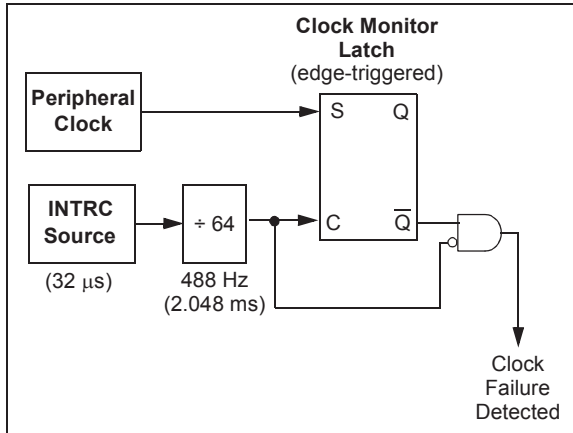 Clock Monitor
Latch
(edge-triggered)
Peripheral
Clock
S Q
INTRC
Source
(32 μs)
÷ 64
488 Hz
(2.048 ms)
C Q̅
Clock
Failure
Detected